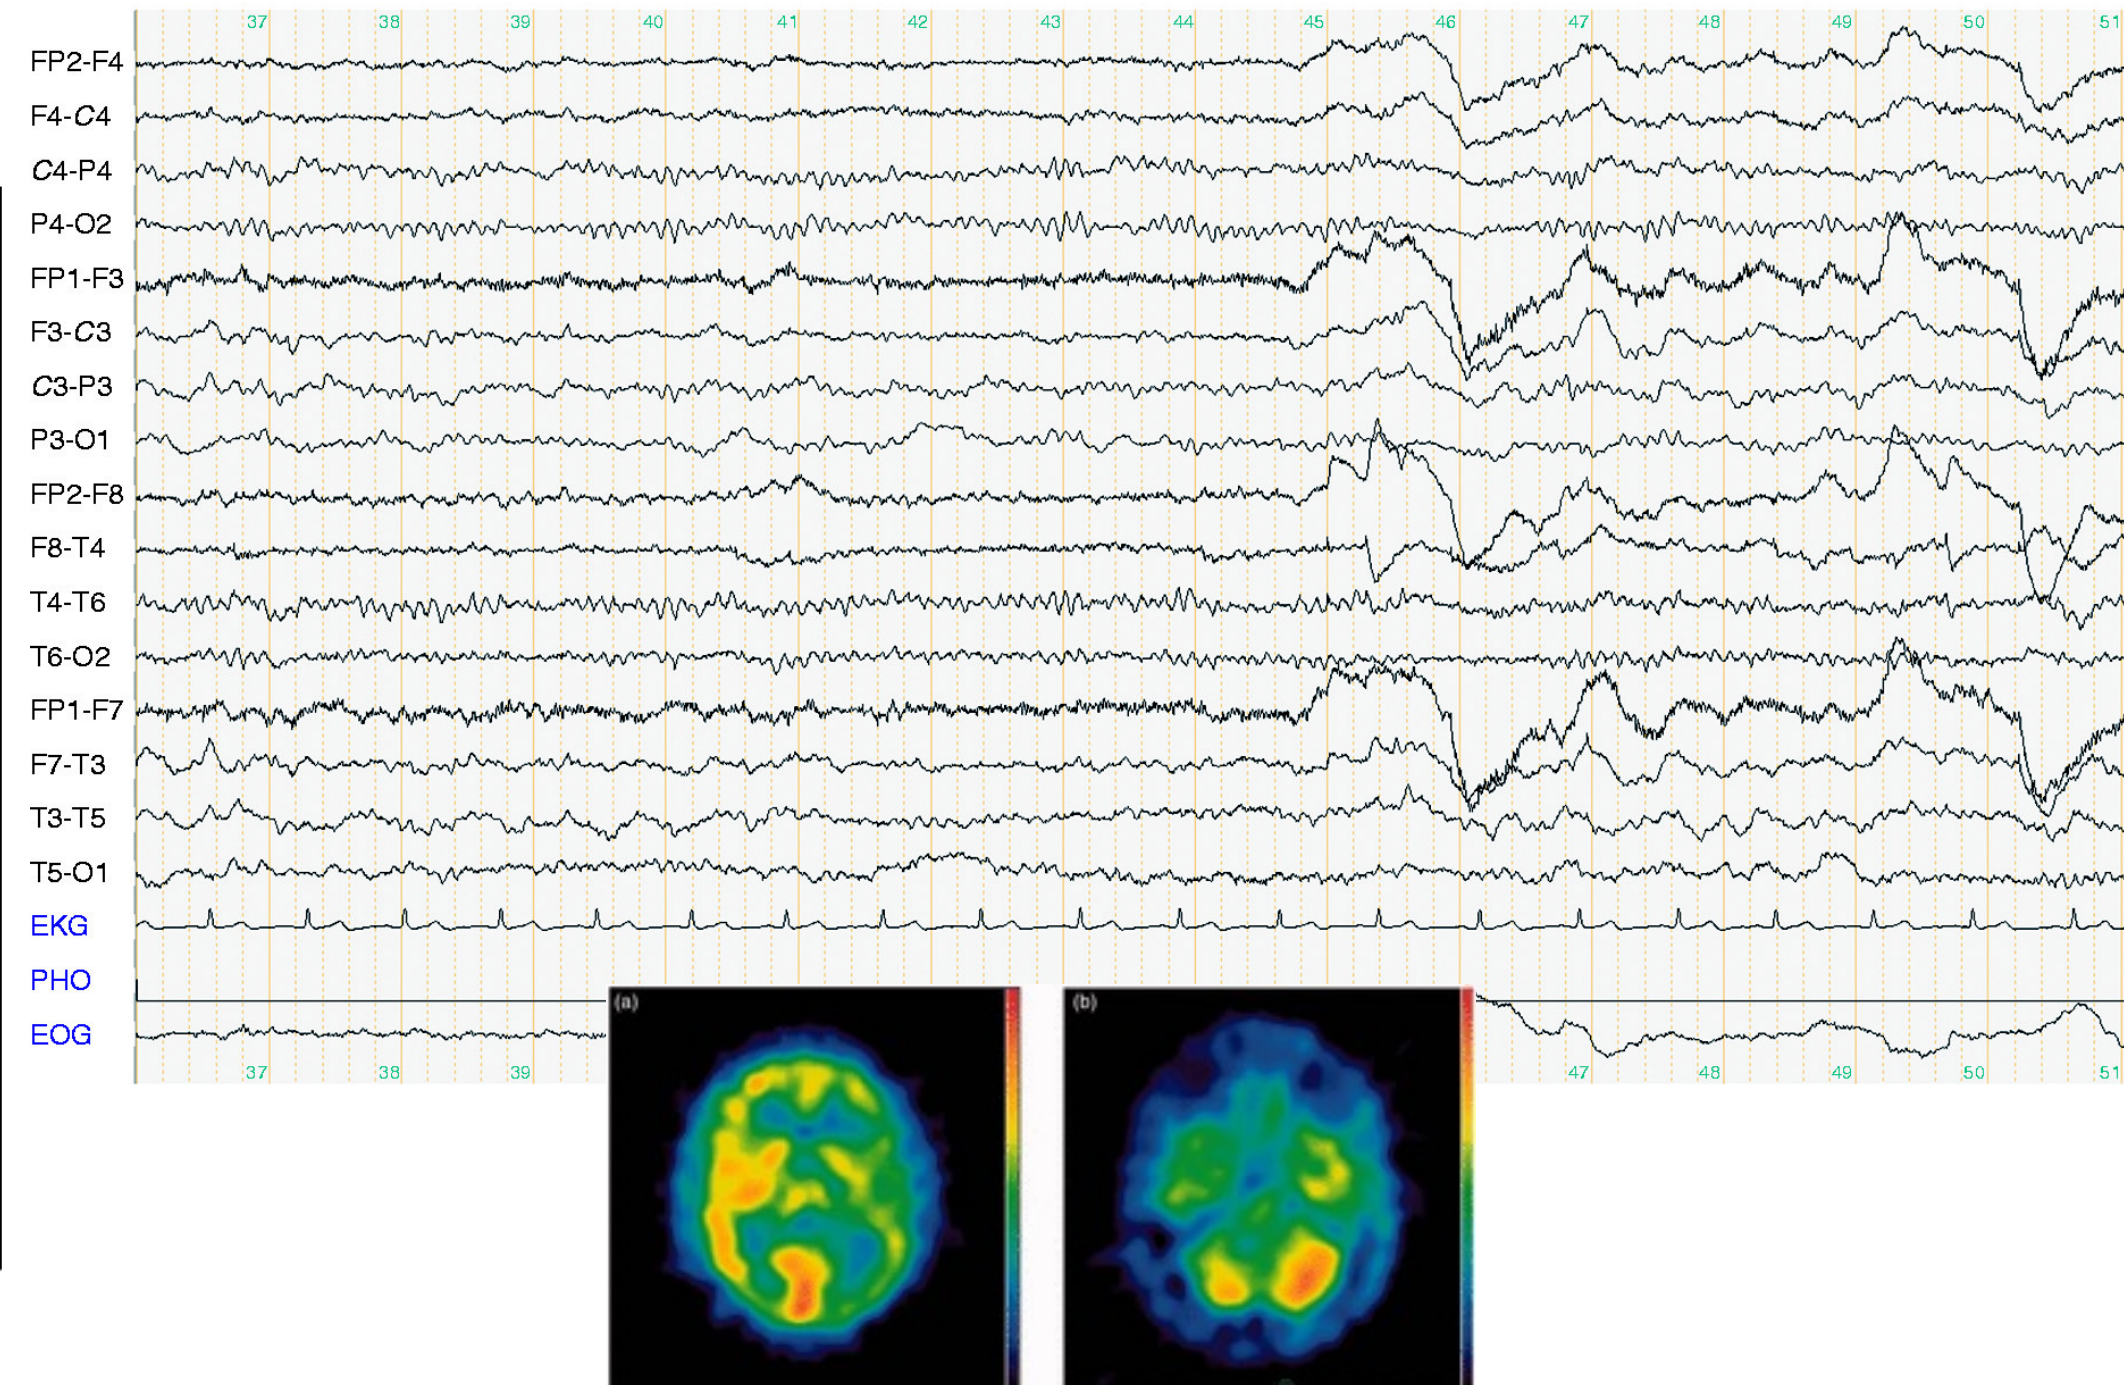 37 38 39 40 41 42 43 44 45 46 47 48 49 50 51
FP2-F4
F4-C4
C4-P4
P4-O2
FP1-F3
F3-C3
C3-P3
P3-O1
FP2-F8
F8-T4
T4-T6
T6-O2
FP1-F7
F7-T3
T3-T5
T5-O1
EKG
PHO
(a) (b)
EOG
37 38 39 47 48 49 50 51